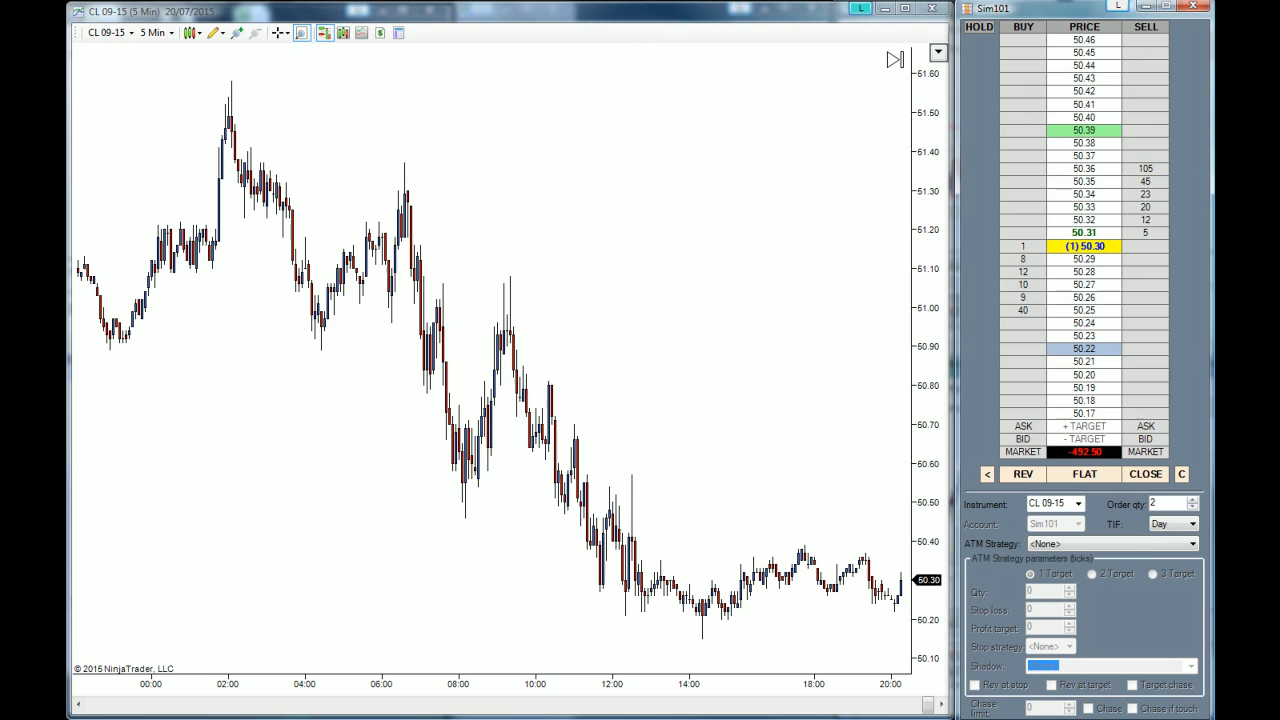 CL 09-15 (5 Min) 20/07/2015
L
CL 09-15 5 Min
$
51.60
51.50
51.40
51.30
51.20
51.10
51.00
50.90
50.80
50.70
50.60
50.50
50.40
50.30
50.20
50.10
© 2015 NinjaTrader, LLC
00:00 02:00 04:00 06:00 08:00 10:00 12:00 14:00 18:00 20:00
Sim101 L
HOLD BUY PRICE SELL
50.46
50.45
50.44
50.43
50.42
50.41
50.40
50.39
50.38
50.37
50.36 105
50.35 45
50.34 23
50.33 20
50.32 12
50.31 5
1 (1) 50.30
8 50.29
12 50.28
10 50.27
9 50.26
40 50.25
50.24
50.23
50.22
50.21
50.20
50.19
50.18
50.17
ASK + TARGET ASK
BID - TARGET BID
MARKET -492.50 MARKET
< REV FLAT CLOSE C
Instrument: CL 09-15 Order qty: 2
Account: Sim101 TIF: Day
ATM Strategy: <None>
ATM Strategy parameters (ticks)
1 Target 2 Target 3 Target
Qty: 0
Stop loss: 0
Profit target: 0
Stop strategy: <None>
Shadow:
Rev at stop Rev at target Target chase
Chase limit: 0 Chase Chase if touch